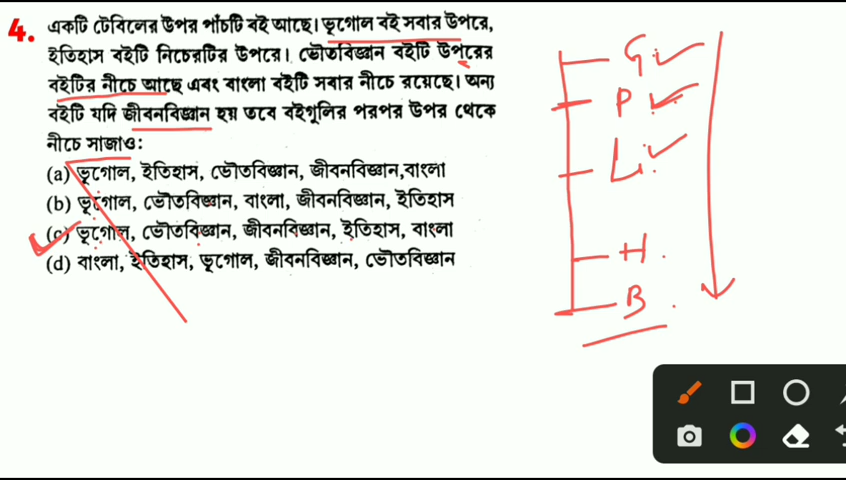 4. একটি টেবিলের উপর পাঁচটি বই আছে। ভূগোল বই সবার উপরে,
ইতিহাস বইটি নিচেরটির উপরে। ভৌতবিজ্ঞান বইটি উপরের
বইটির নীচে আছে এবং বাংলা বইটি সবার নীচে রয়েছে। অন্য
বইটি যদি জীবনবিজ্ঞান হয় তবে বইগুলির পরপর উপর থেকে
নীচে সাজাও:
(a) ভূগোল, ইতিহাস, ভৌতবিজ্ঞান, জীবনবিজ্ঞান,বাংলা
(b) ভূগোল, ভৌতবিজ্ঞান, বাংলা, জীবনবিজ্ঞান, ইতিহাস
(c) ভূগোল, ভৌতবিজ্ঞান, জীবনবিজ্ঞান, ইতিহাস, বাংলা
(d) বাংলা, ইতিহাস, ভূগোল, জীবনবিজ্ঞান, ভৌতবিজ্ঞান
G
P
Li
H
B